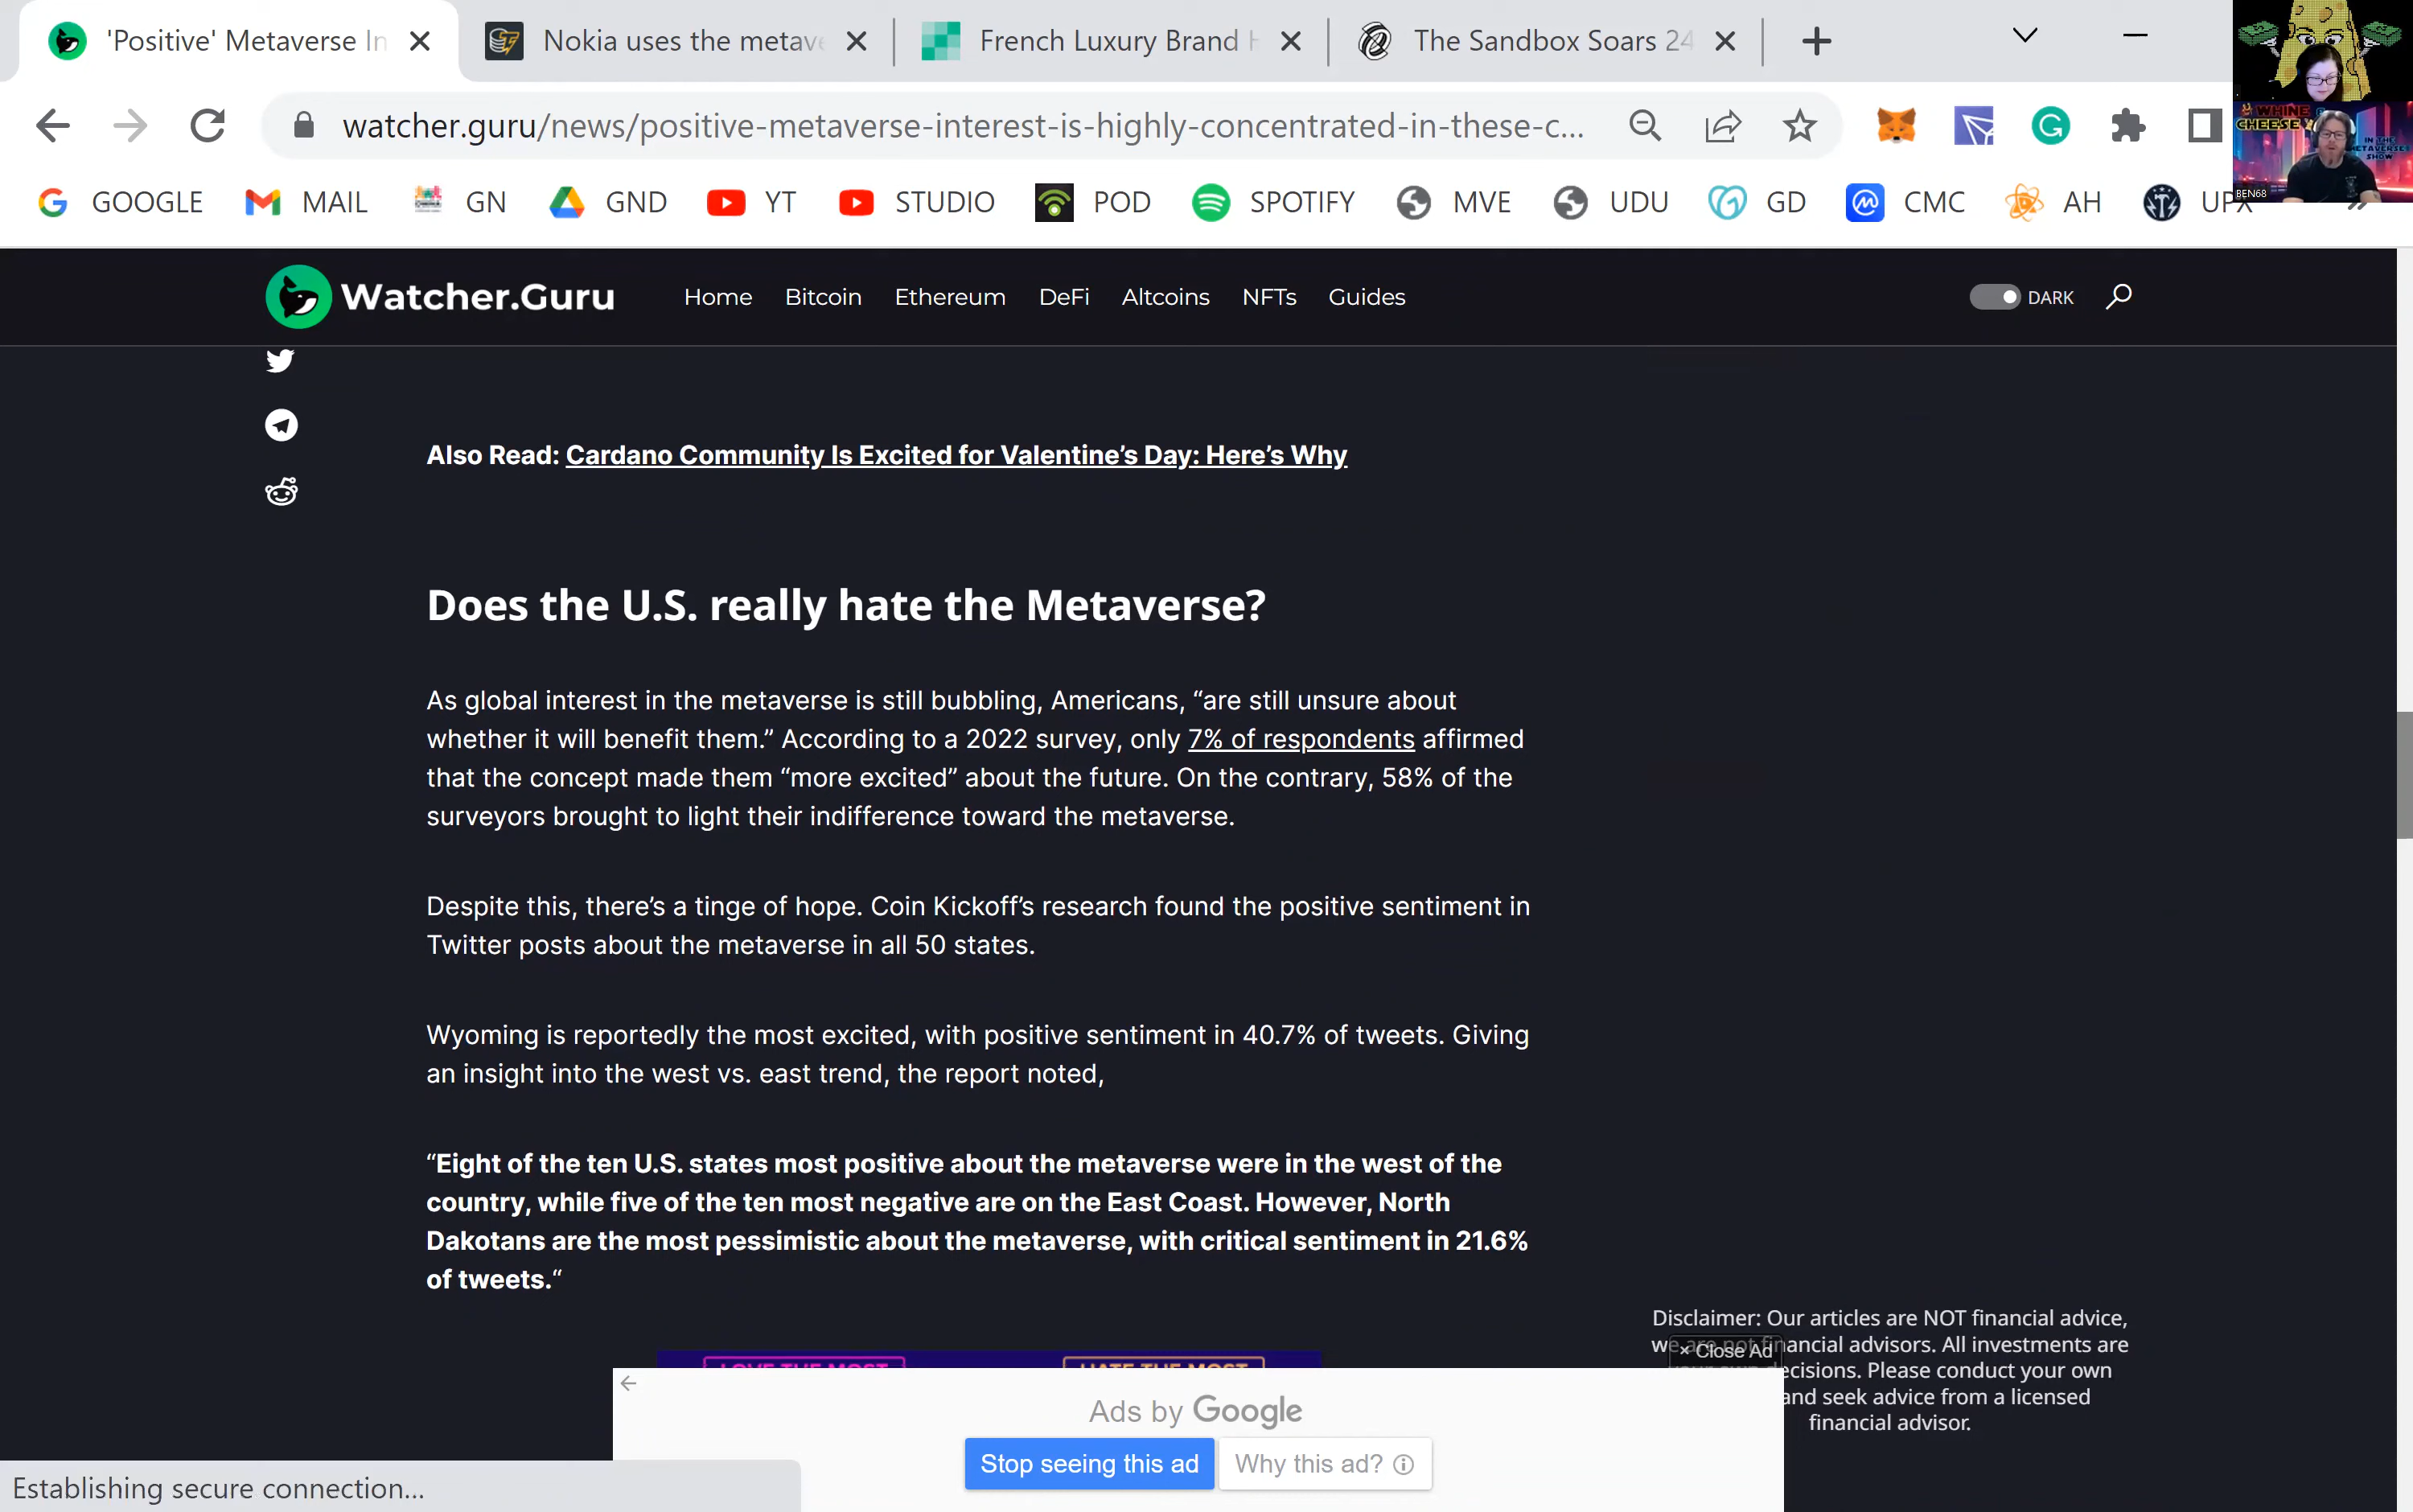 'Positive' Metaverse In
Nokia uses the metave
French Luxury Brand H
The Sandbox Soars 24
watcher.guru/news/positive-metaverse-interest-is-highly-concentrated-in-these-c...
GOOGLE MAIL GN GND YT STUDIO POD SPOTIFY MVE UDU GD CMC AH UPX
WHINE
CHEESE
IN THE
METAVERSES
SHOW
BEN68
Watcher.Guru
Home Bitcoin Ethereum DeFi Altcoins NFTs Guides
DARK
Also Read: Cardano Community Is Excited for Valentine’s Day: Here’s Why
Does the U.S. really hate the Metaverse?
As global interest in the metaverse is still bubbling, Americans, “are still unsure about
whether it will benefit them.” According to a 2022 survey, only 7% of respondents affirmed
that the concept made them “more excited” about the future. On the contrary, 58% of the
surveyors brought to light their indifference toward the metaverse.
Despite this, there’s a tinge of hope. Coin Kickoff’s research found the positive sentiment in
Twitter posts about the metaverse in all 50 states.
Wyoming is reportedly the most excited, with positive sentiment in 40.7% of tweets. Giving
an insight into the west vs. east trend, the report noted,
“Eight of the ten U.S. states most positive about the metaverse were in the west of the
country, while five of the ten most negative are on the East Coast. However, North
Dakotans are the most pessimistic about the metaverse, with critical sentiment in 21.6%
of tweets.“
LOVE THE MOST HATE THE MOST
Disclaimer: Our articles are NOT financial advice,
we are not financial advisors. All investments are
decisions. Please conduct your own
and seek advice from a licensed
financial advisor.
× Close Ad
Ads by Google
Stop seeing this ad
Why this ad?
Establishing secure connection...